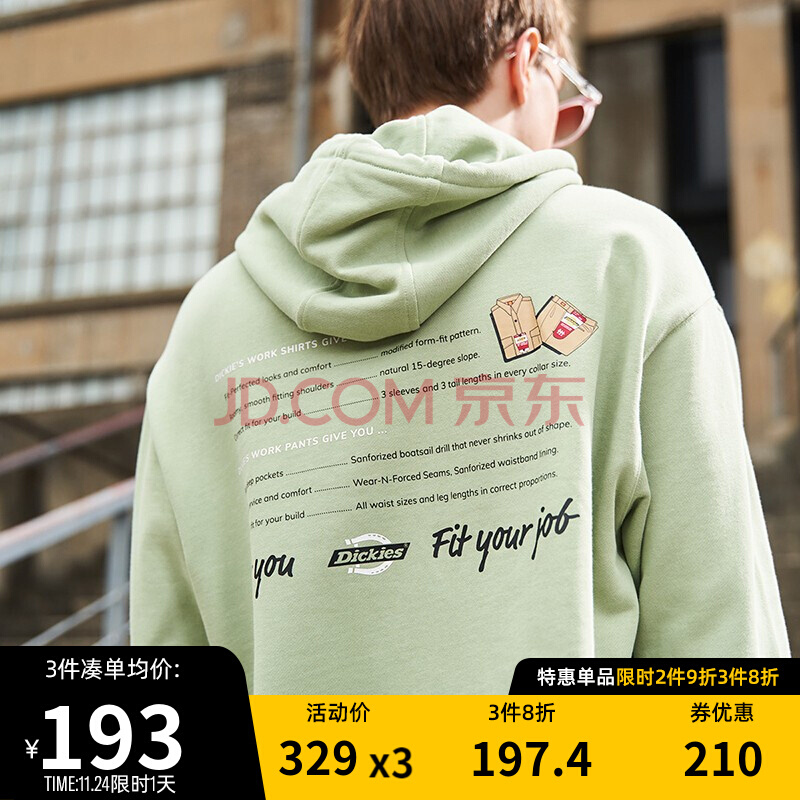 DICKIE'S WORK SHIRTS GIVE
Perfected looks and comfort modified form-fit pattern.
smooth fitting shoulders natural 15-degree slope.
fit for your build 3 sleeves and 3 tail lengths in every collar size.
JD.COM 京东
WORK PANTS GIVE YOU ...
pockets Sanforized boatsail drill that never shrinks out of shape.
and comfort Wear-N-Forced Seams, Sanforized waistband lining.
fit for your build All waist sizes and leg lengths in correct proportions.
you Dickies Fit your job
3件凑单均价:
特惠单品限时2件9折3件8折
¥193
TIME:11.24限时1天
活动价 3件8折 券优惠
329 x3 197.4 210